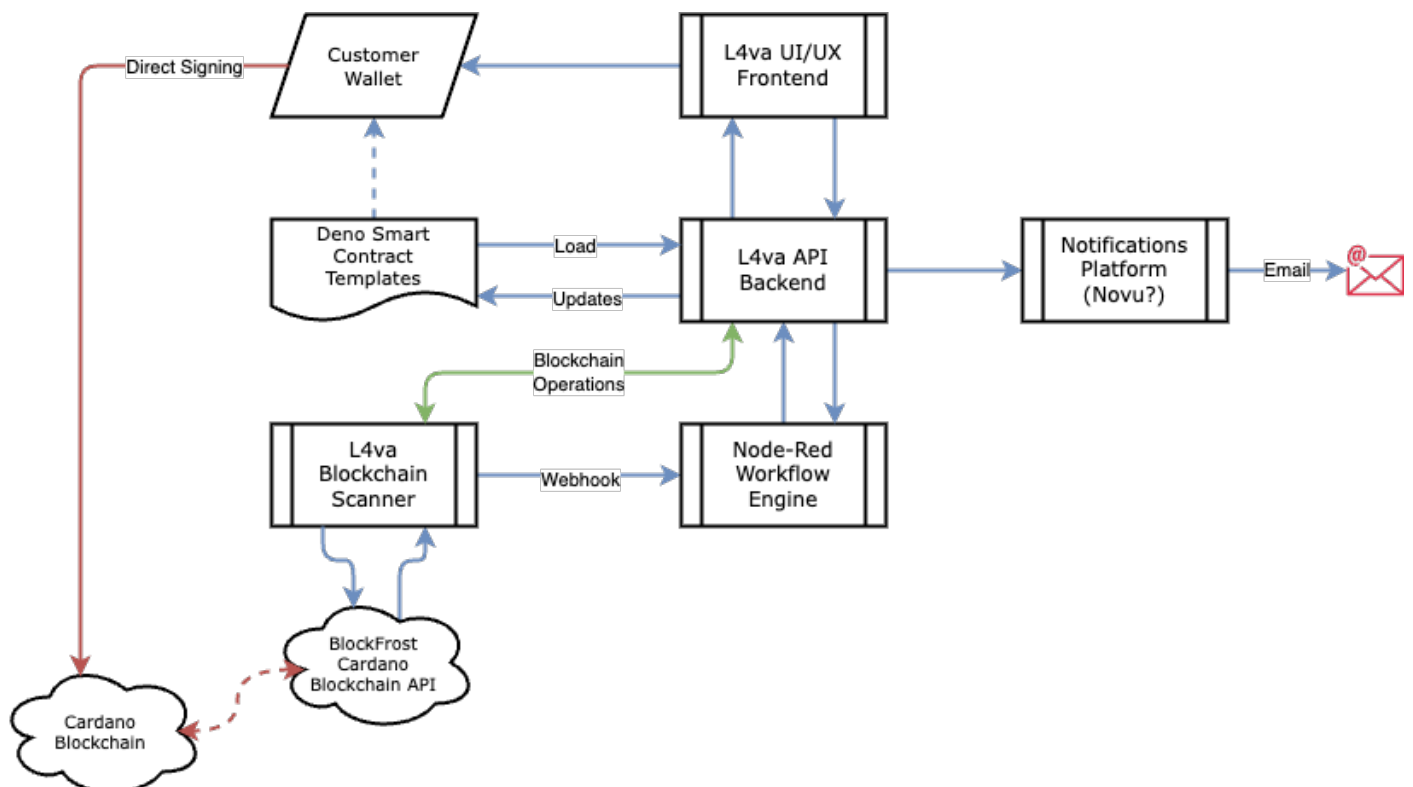 Customer
Wallet
L4va UI/UX
Frontend
Direct Signing
Deno Smart
Contract
Templates
Load
Updates
L4va API
Backend
Notifications
Platform
(Novu?)
Email
@
Blockchain
Operations
L4va
Blockchain
Scanner
Webhook
Node-Red
Workflow
Engine
BlockFrost
Cardano
Blockchain API
Cardano
Blockchain